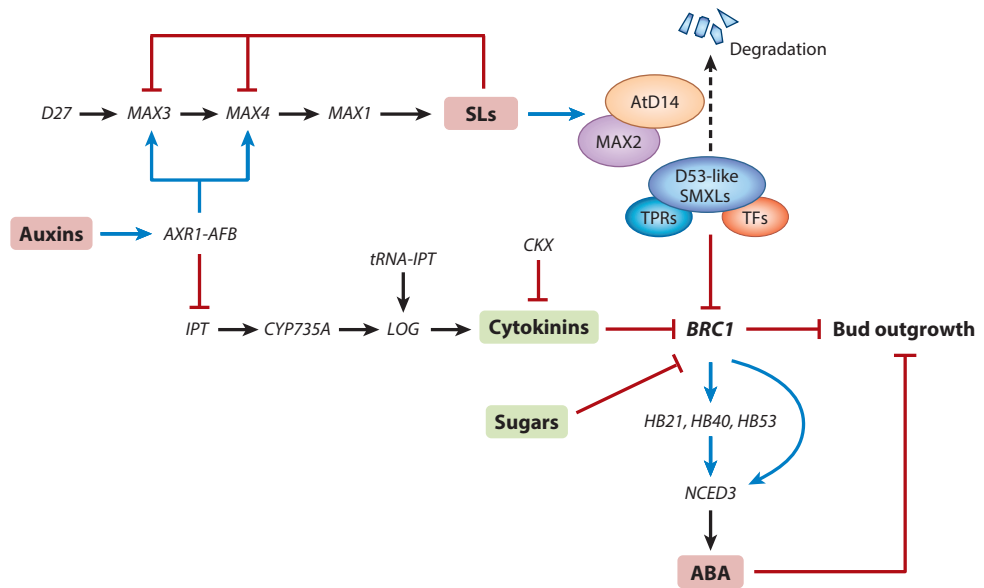 Degradation
AtD14
D27
MAX3
MAX4
MAX1
SLs
MAX2
D53-like
SMXLs
TPRs
TFs
Auxins
AXR1-AFB
tRNA-IPT
CKX
IPT
CYP735A
LOG
Cytokinins
BRC1
Bud outgrowth
Sugars
HB21, HB40, HB53
NCED3
ABA